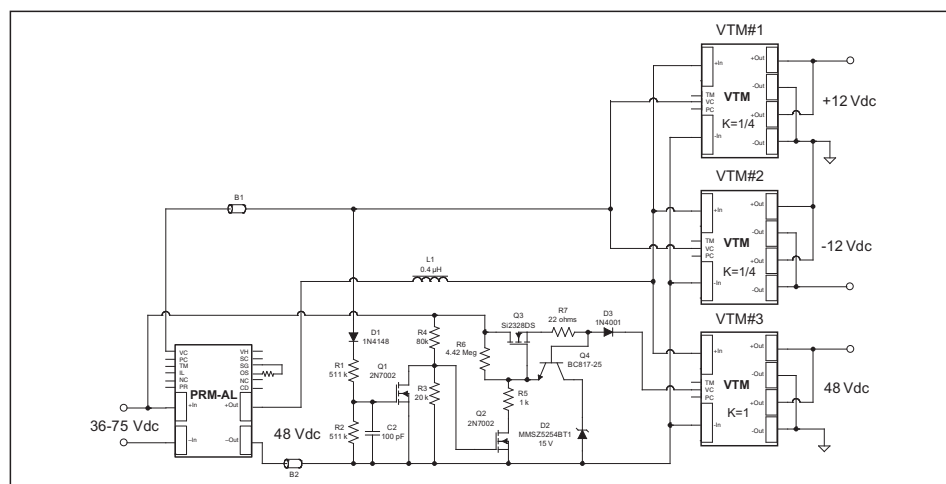 VTM#1
+In
TM
VC
PC
-In
VTM
K=1/4
+Out
-Out
+Out
-Out
+12 Vdc
VTM#2
+In
TM
VC
PC
-In
VTM
K=1/4
+Out
-Out
+Out
-Out
-12 Vdc
VTM#3
+In
TM
VC
PC
-In
VTM
K=1
+Out
-Out
+Out
-Out
48 Vdc
B1
L1
0.4 µH
D1
1N4148
R1
511 k
R2
511 k
C2
100 pF
Q1
2N7002
R4
80k
R3
20 k
R6
4.42 Meg
Q3
Si2328DS
R7
22 ohms
D3
1N4001
Q4
BC817-25
R5
1 k
Q2
2N7002
D2
MMSZ5254BT1
15 V
VC
PC
TM
IL
NC
PR
VH
SC
SG
OS
NC
CD
PRM-AL
+In
+Out
–In
–Out
36-75 Vdc
48 Vdc
B2